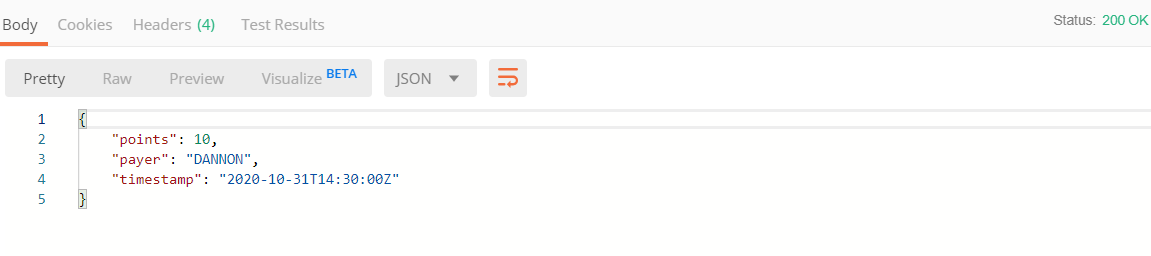 Body Cookies Headers (4) Test Results Status: 200 OK
Pretty Raw Preview Visualize BETA JSON
1 {
2 "points": 10,
3 "payer": "DANNON",
4 "timestamp": "2020-10-31T14:30:00Z"
5 }